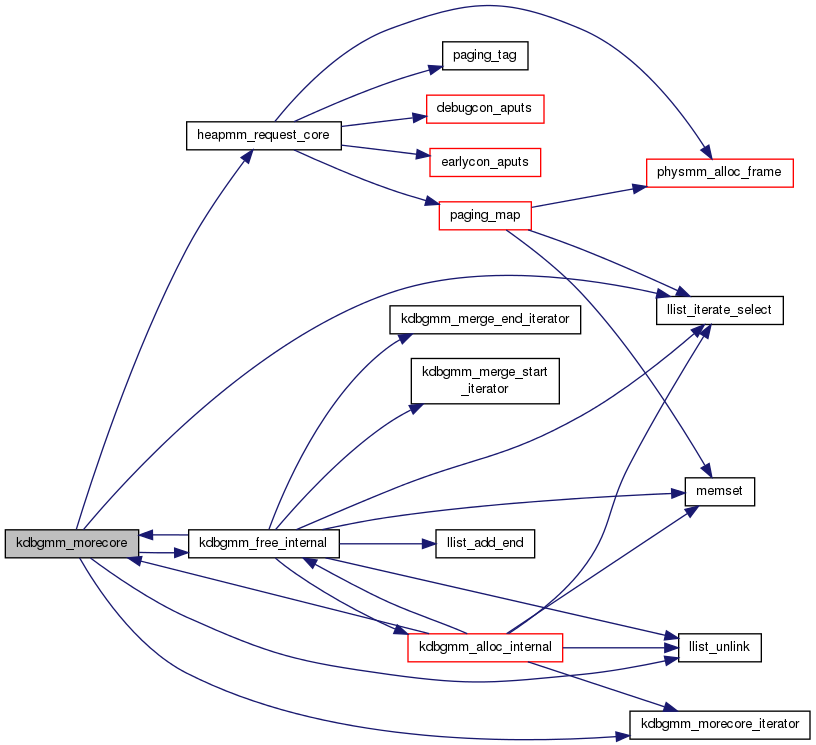 paging_tag
debugcon_aputs
heapmm_request_core
earlycon_aputs
physmm_alloc_frame
paging_map
llist_iterate_select
kdbgmm_merge_end_iterator
kdbgmm_merge_start
_iterator
memset
kdbgmm_morecore
kdbgmm_free_internal
llist_add_end
kdbgmm_alloc_internal
llist_unlink
kdbgmm_morecore_iterator